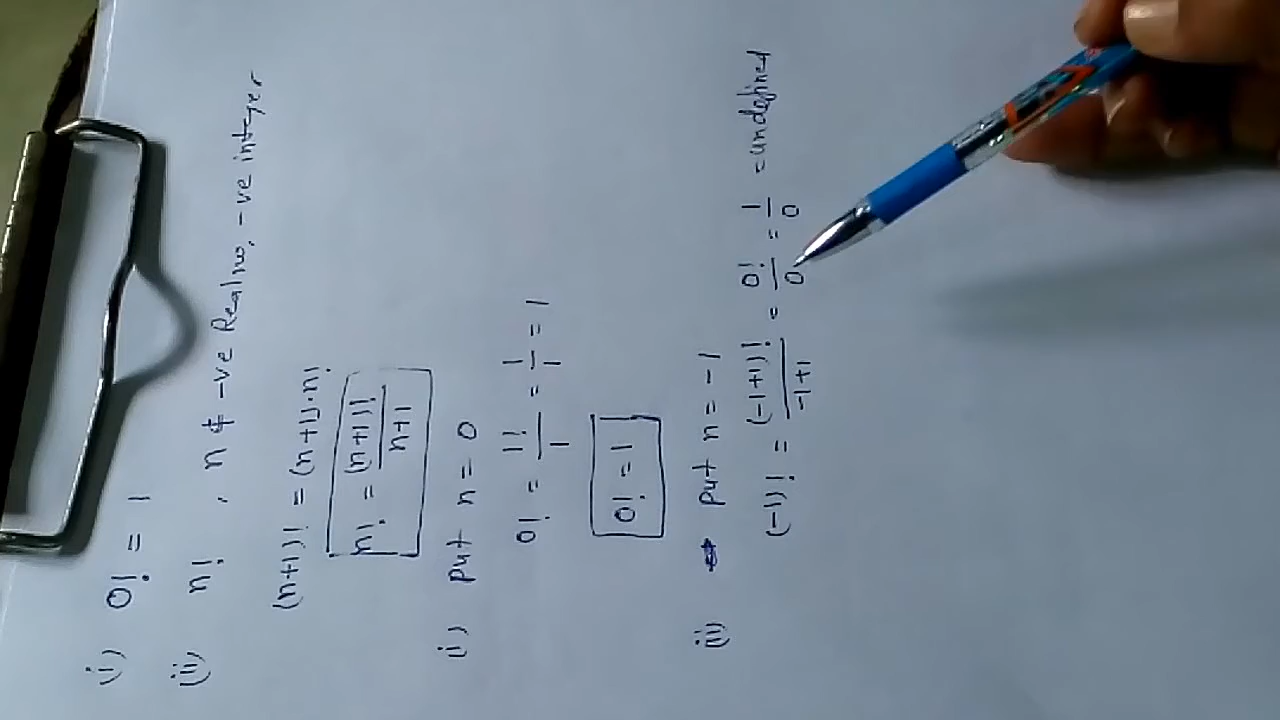 (i) 0! = 1
(ii) n! , n ≠ -ve Real no, -ve integer
(n+1)! = (n+1)·n!
n! = (n+1)! / n+1
(i) put n = 0
0! = 1! / 1 = 1 / 1 = 1
0! = 1
(ii) put n = -1
(-1)! = (-1+1)! / -1+1 = 0! / 0 = 1 / 0 = undefined